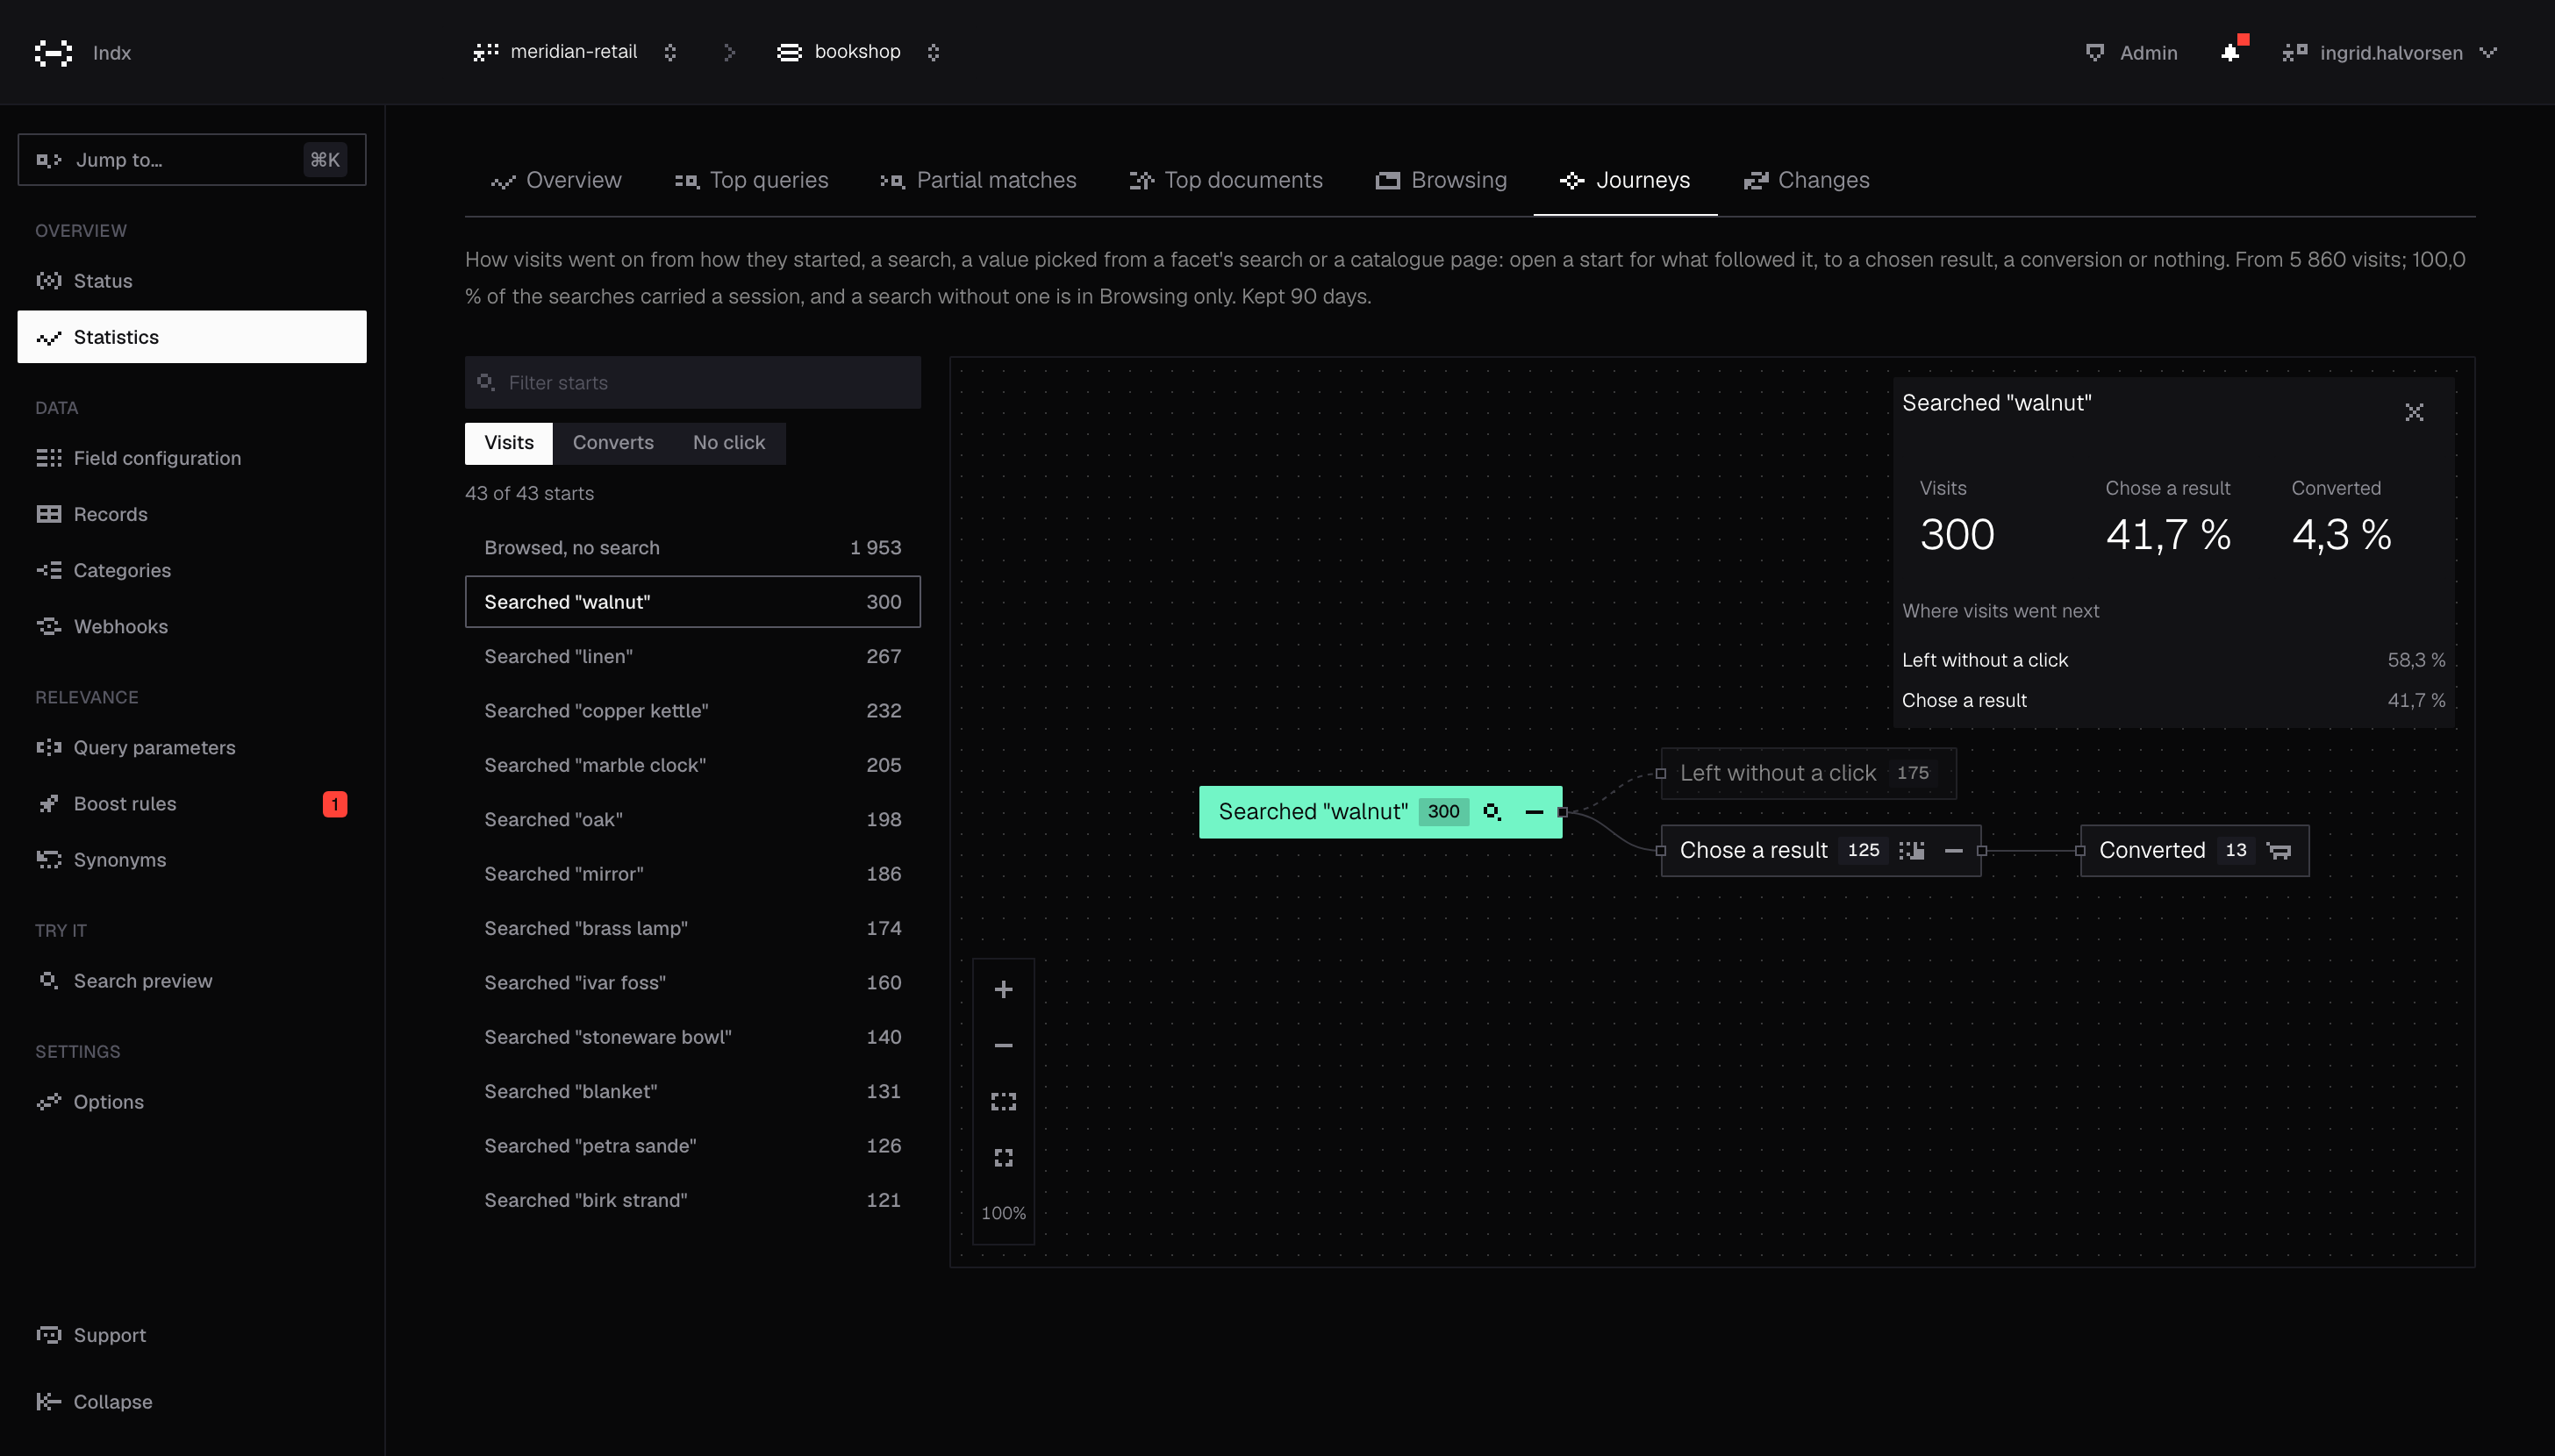 Indx
meridian-retail
bookshop
Admin
ingrid.halvorsen
Jump to...
⌘K
OVERVIEW
Status
Statistics
DATA
Field configuration
Records
Categories
Webhooks
RELEVANCE
Query parameters
Boost rules
1
Synonyms
TRY IT
Search preview
SETTINGS
Options
Support
Collapse
Overview
Top queries
Partial matches
Top documents
Browsing
Journeys
Changes
How visits went on from how they started, a search, a value picked from a facet's search or a catalogue page: open a start for what followed it, to a chosen result, a conversion or nothing. From 5 860 visits; 100,0
% of the searches carried a session, and a search without one is in Browsing only. Kept 90 days.
Filter starts
Visits
Converts
No click
43 of 43 starts
Browsed, no search 1 953
Searched "walnut" 300
Searched "linen" 267
Searched "copper kettle" 232
Searched "marble clock" 205
Searched "oak" 198
Searched "mirror" 186
Searched "brass lamp" 174
Searched "ivar foss" 160
Searched "stoneware bowl" 140
Searched "blanket" 131
Searched "petra sande" 126
Searched "birk strand" 121
Searched "walnut"
Visits
Chose a result
Converted
300
41,7 %
4,3 %
Where visits went next
Left without a click 58,3 %
Chose a result 41,7 %
Left without a click 175
Searched "walnut" 300
Chose a result 125
Converted 13
100%